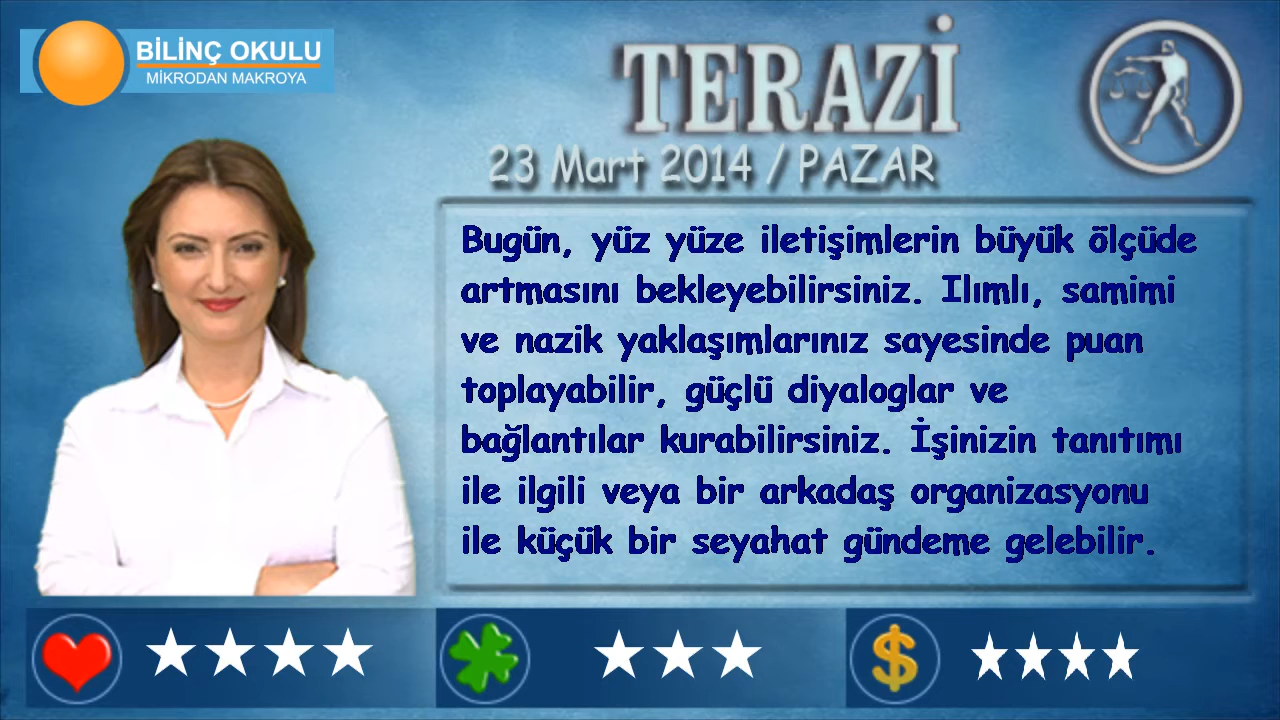 BİLİNÇ OKULU
MİKRODAN MAKROYA
TERAZİ
23 Mart 2014 / PAZAR
Bugün, yüz yüze iletişimlerin büyük ölçüde
artmasını bekleyebilirsiniz. Ilımlı, samimi
ve nazik yaklaşımlarınız sayesinde puan
toplayabilir, güçlü diyaloglar ve
bağlantılar kurabilirsiniz. İşinizin tanıtımı
ile ilgili veya bir arkadaş organizasyonu
ile küçük bir seyahat gündeme gelebilir.
$